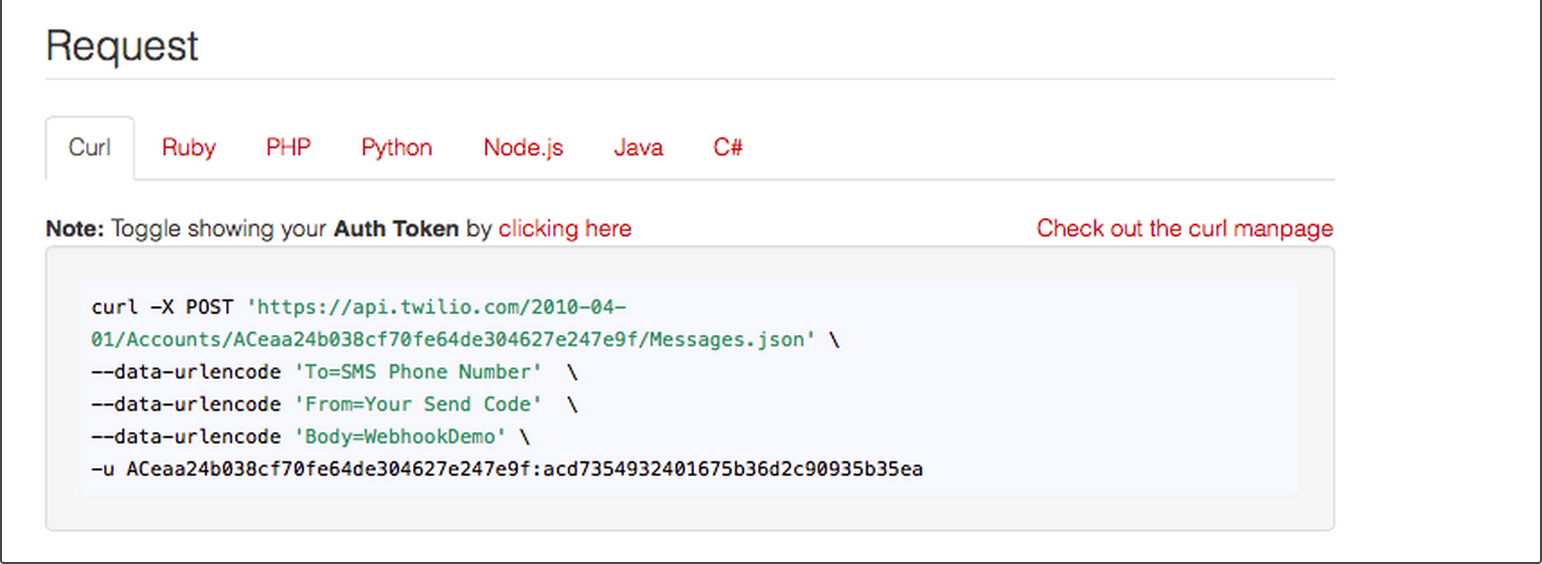 Request
Curl Ruby PHP Python Node.js Java C#
Note: Toggle showing your Auth Token by clicking here Check out the curl manpage
curl -X POST 'https://api.twilio.com/2010-04-
01/Accounts/ACeaa24b038cf70fe64de304627e247e9f/Messages.json' \
--data-urlencode 'To=SMS Phone Number' \
--data-urlencode 'From=Your Send Code' \
--data-urlencode 'Body=WebhookDemo' \
-u ACeaa24b038cf70fe64de304627e247e9f:acd7354932401675b36d2c90935b35ea